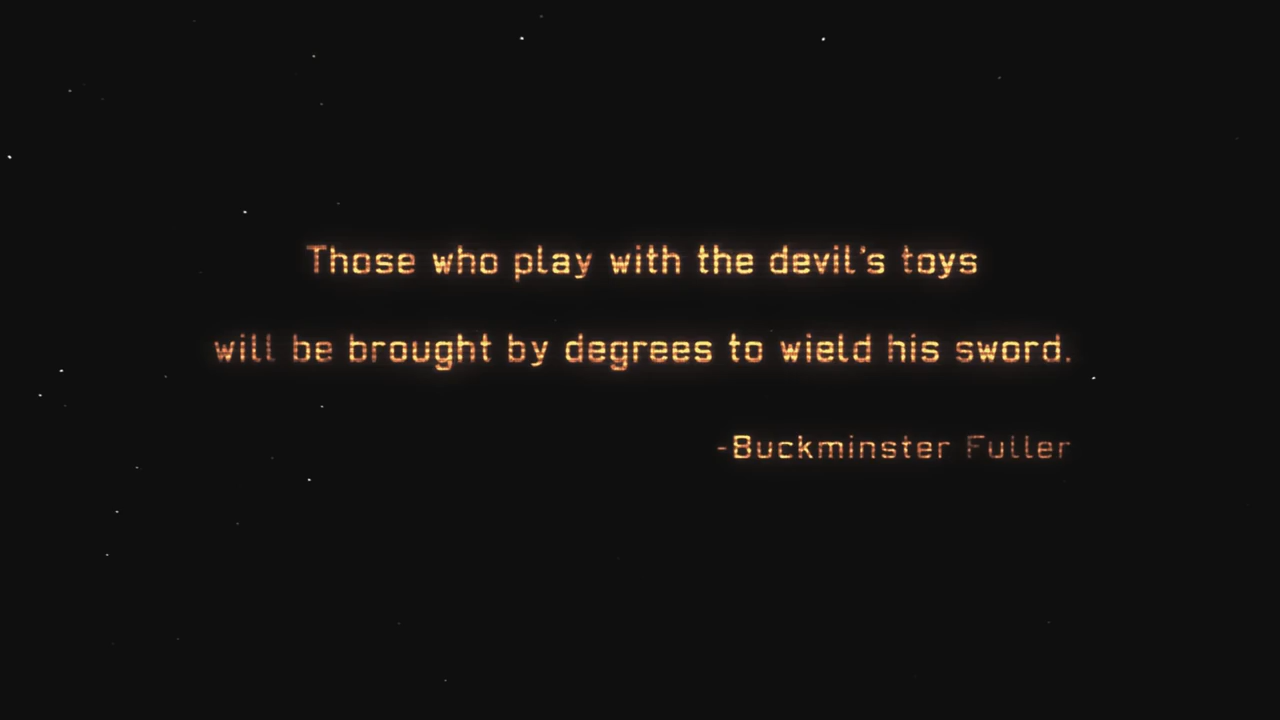 Those who play with the devil's toys
will be brought by degrees to wield his sword.
-Buckminster Fuller